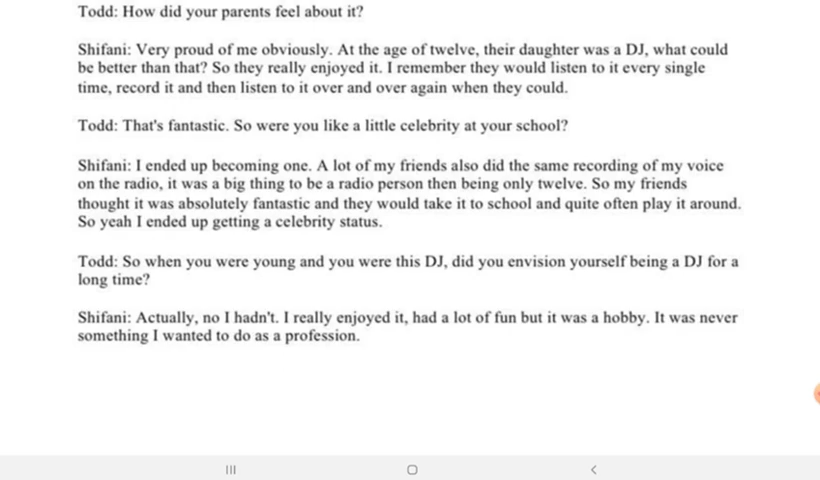 Todd: How did your parents feel about it?
Shifani: Very proud of me obviously. At the age of twelve, their daughter was a DJ, what could
be better than that? So they really enjoyed it. I remember they would listen to it every single
time, record it and then listen to it over and over again when they could.
Todd: That's fantastic. So were you like a little celebrity at your school?
Shifani: I ended up becoming one. A lot of my friends also did the same recording of my voice
on the radio, it was a big thing to be a radio person then being only twelve. So my friends
thought it was absolutely fantastic and they would take it to school and quite often play it around.
So yeah I ended up getting a celebrity status.
Todd: So when you were young and you were this DJ, did you envision yourself being a DJ for a
long time?
Shifani: Actually, no I hadn't. I really enjoyed it, had a lot of fun but it was a hobby. It was never
something I wanted to do as a profession.